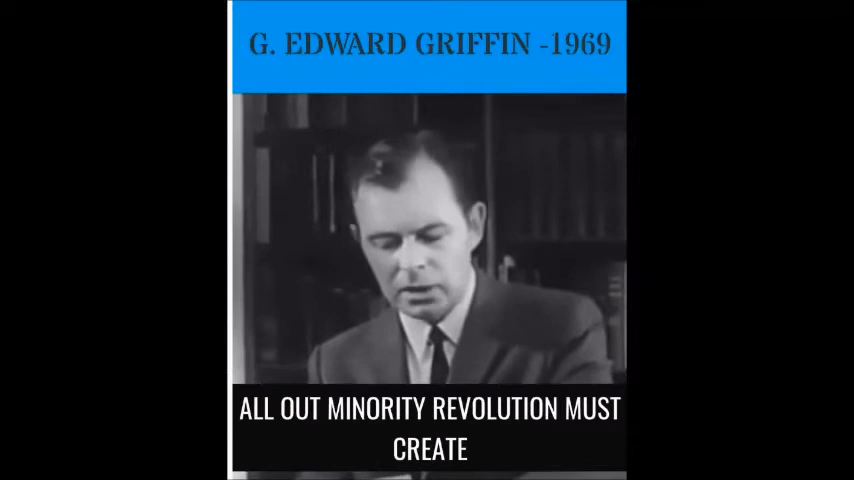 G. EDWARD GRIFFIN -1969
ALL OUT MINORITY REVOLUTION MUST
CREATE